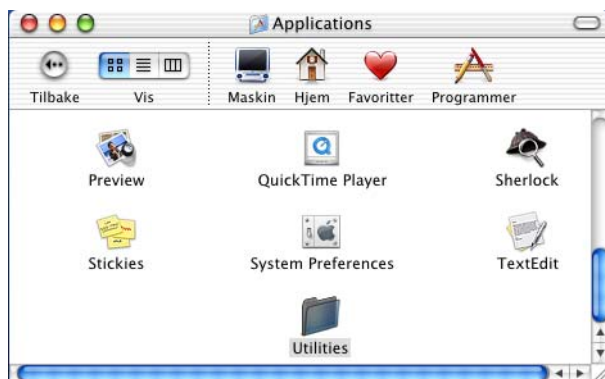 Applications
Tilbake Vis Maskin Hjem Favoritter Programmer
Preview QuickTime Player Sherlock
Stickies System Preferences TextEdit
Utilities